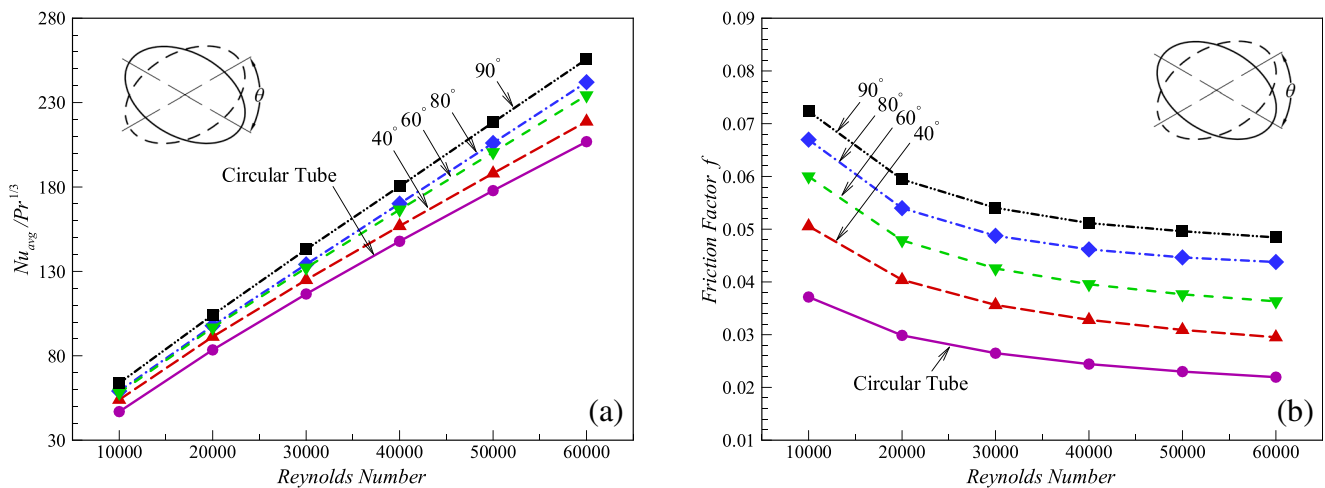 280
230
180
130
80
30
Nu_avg /Pr^1/3
10000 20000 30000 40000 50000 60000
Reynolds Number
θ
Circular Tube
40°
60°
80°
90°
(a)
0.09
0.08
0.07
0.06
0.05
0.04
0.03
0.02
0.01
Friction Factor f
10000 20000 30000 40000 50000 60000
Reynolds Number
θ
90°
80°
60°
40°
Circular Tube
(b)